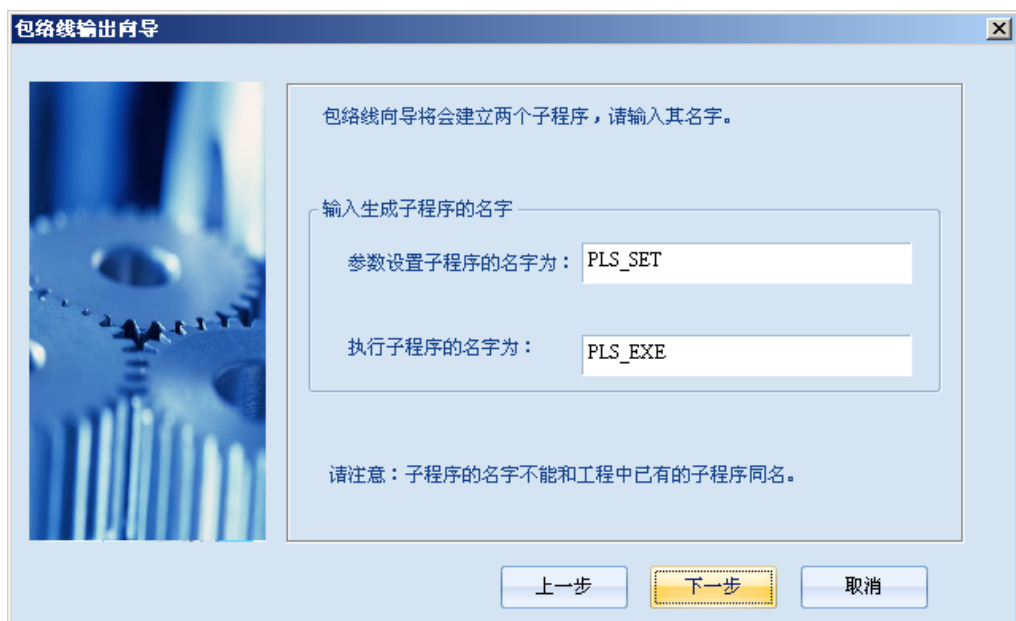 包络线输出向导
包络线向导将会建立两个子程序，请输入其名字。
输入生成子程序的名字
参数设置子程序的名字为：PLS_SET
执行子程序的名字为：PLS_EXE
请注意：子程序的名字不能和工程中已有的子程序同名。
上一步 下一步 取消